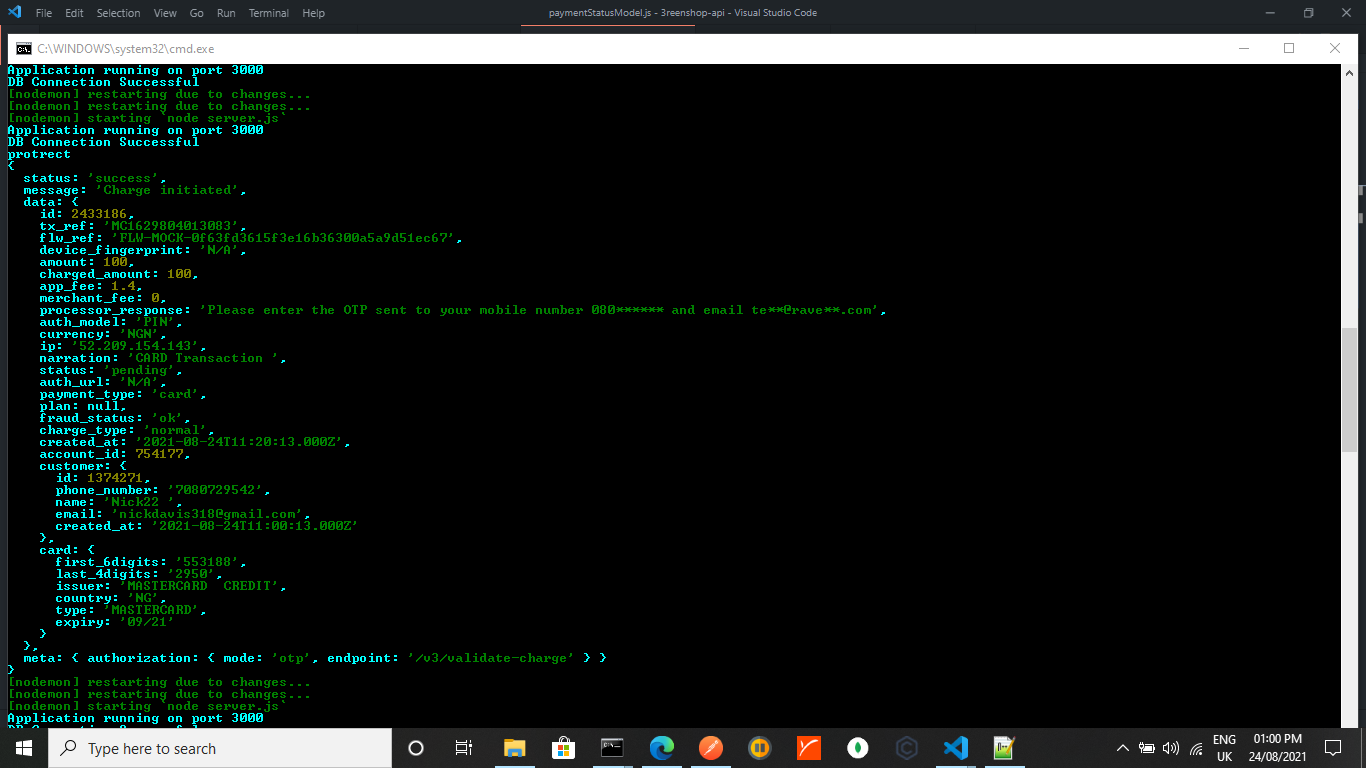 File Edit Selection View Go Run Terminal Help paymentStatusModel.js - 3reenshop-api - Visual Studio Code
C:\WINDOWS\system32\cmd.exe
Application running on port 3000
DB Connection Successful
[nodemon] restarting due to changes...
[nodemon] restarting due to changes...
[nodemon] starting `node server.js`
Application running on port 3000
DB Connection Successful
protrect
{
status: 'success',
message: 'Charge initiated',
data: {
id: 2433186,
tx_ref: 'MC1629804013083',
flw_ref: 'FLW-MOCK-0f63fd3615f3e16b36300a5a9d51ec67',
device_fingerprint: 'N/A',
amount: 100,
charged_amount: 100,
app_fee: 1.4,
merchant_fee: 0,
processor_response: 'Please enter the OTP sent to your mobile number 080****** and email te**@rave**.com',
auth_model: 'PIN',
currency: 'NGN',
ip: '52.209.154.143',
narration: 'CARD Transaction ',
status: 'pending',
auth_url: 'N/A',
payment_type: 'card',
plan: null,
fraud_status: 'ok',
charge_type: 'normal',
created_at: '2021-08-24T11:20:13.000Z',
account_id: 754177,
customer: {
id: 1374271,
phone_number: '7080729542',
name: 'Nick22 ',
email: 'nickdavis318@gmail.com',
created_at: '2021-08-24T11:00:13.000Z'
},
card: {
first_6digits: '553188',
last_4digits: '2950',
issuer: 'MASTERCARD  CREDIT',
country: 'NG',
type: 'MASTERCARD',
expiry: '09/21'
}
},
meta: { authorization: { mode: 'otp', endpoint: '/v3/validate-charge' } }
}
[nodemon] restarting due to changes...
[nodemon] restarting due to changes...
[nodemon] starting `node server.js`
Application running on port 3000
DB Connection Successful
Type here to search
ENG 01:00 PM
UK 24/08/2021